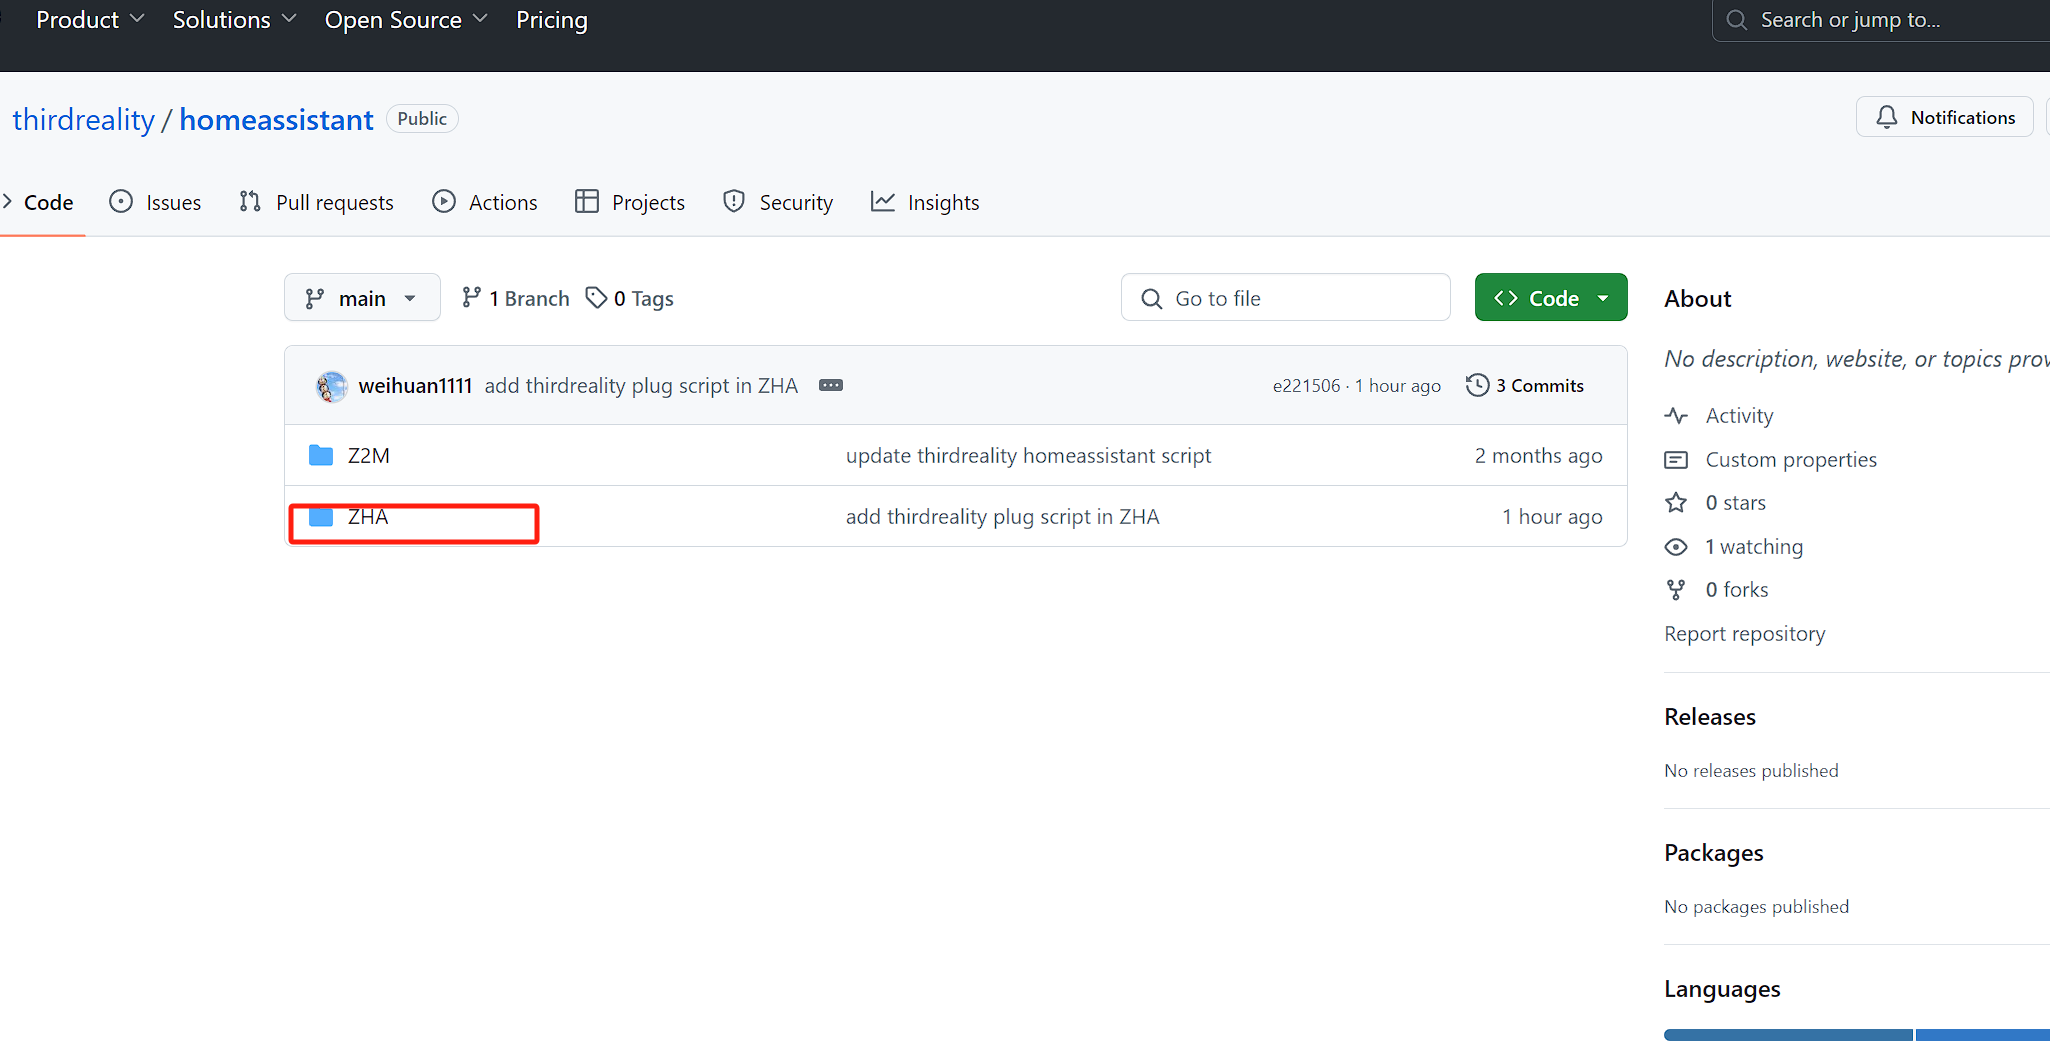 Product Solutions Open Source Pricing Search or jump to...
thirdreality / homeassistant Public Notifications
Code Issues Pull requests Actions Projects Security Insights
main 1 Branch 0 Tags Go to file Code
weihuan1111 add thirdreality plug script in ZHA e221506 · 1 hour ago 3 Commits
Z2M update thirdreality homeassistant script 2 months ago
ZHA add thirdreality plug script in ZHA 1 hour ago
About
No description, website, or topics
Activity
Custom properties
0 stars
1 watching
0 forks
Report repository
Releases
No releases published
Packages
No packages published
Languages